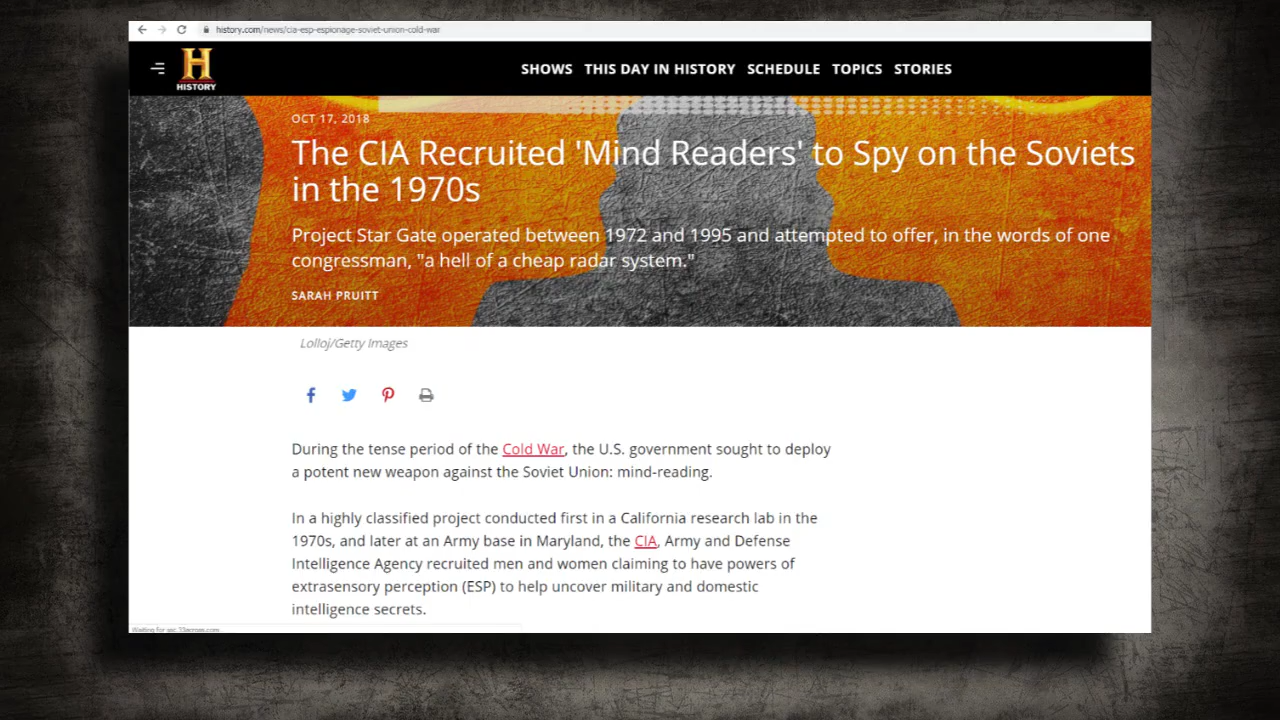 history.com/news/cia-esp-espionage-soviet-union-cold-war
H
HISTORY
SHOWS THIS DAY IN HISTORY SCHEDULE TOPICS STORIES
OCT 17, 2018
The CIA Recruited 'Mind Readers' to Spy on the Soviets
in the 1970s
Project Star Gate operated between 1972 and 1995 and attempted to offer, in the words of one
congressman, "a hell of a cheap radar system."
SARAH PRUITT
Lolloj/Getty Images
During the tense period of the Cold War, the U.S. government sought to deploy
a potent new weapon against the Soviet Union: mind-reading.
In a highly classified project conducted first in a California research lab in the
1970s, and later at an Army base in Maryland, the CIA, Army and Defense
Intelligence Agency recruited men and women claiming to have powers of
extrasensory perception (ESP) to help uncover military and domestic
intelligence secrets.
Waiting for